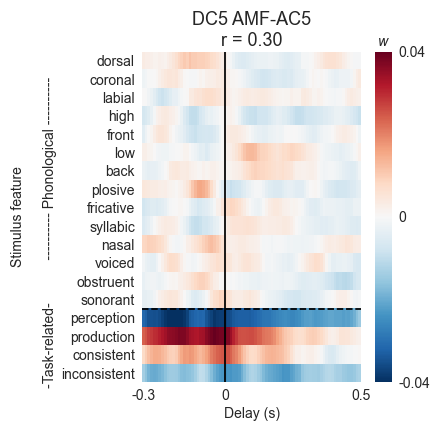 DC5 AMF-AC5
r = 0.30
w
Stimulus feature
---------- Phonological ----------
-Task-related-
dorsal
coronal
labial
high
front
low
back
plosive
fricative
syllabic
nasal
voiced
obstruent
sonorant
perception
production
consistent
inconsistent
0.04
0
-0.04
-0.3
0
0.5
Delay (s)